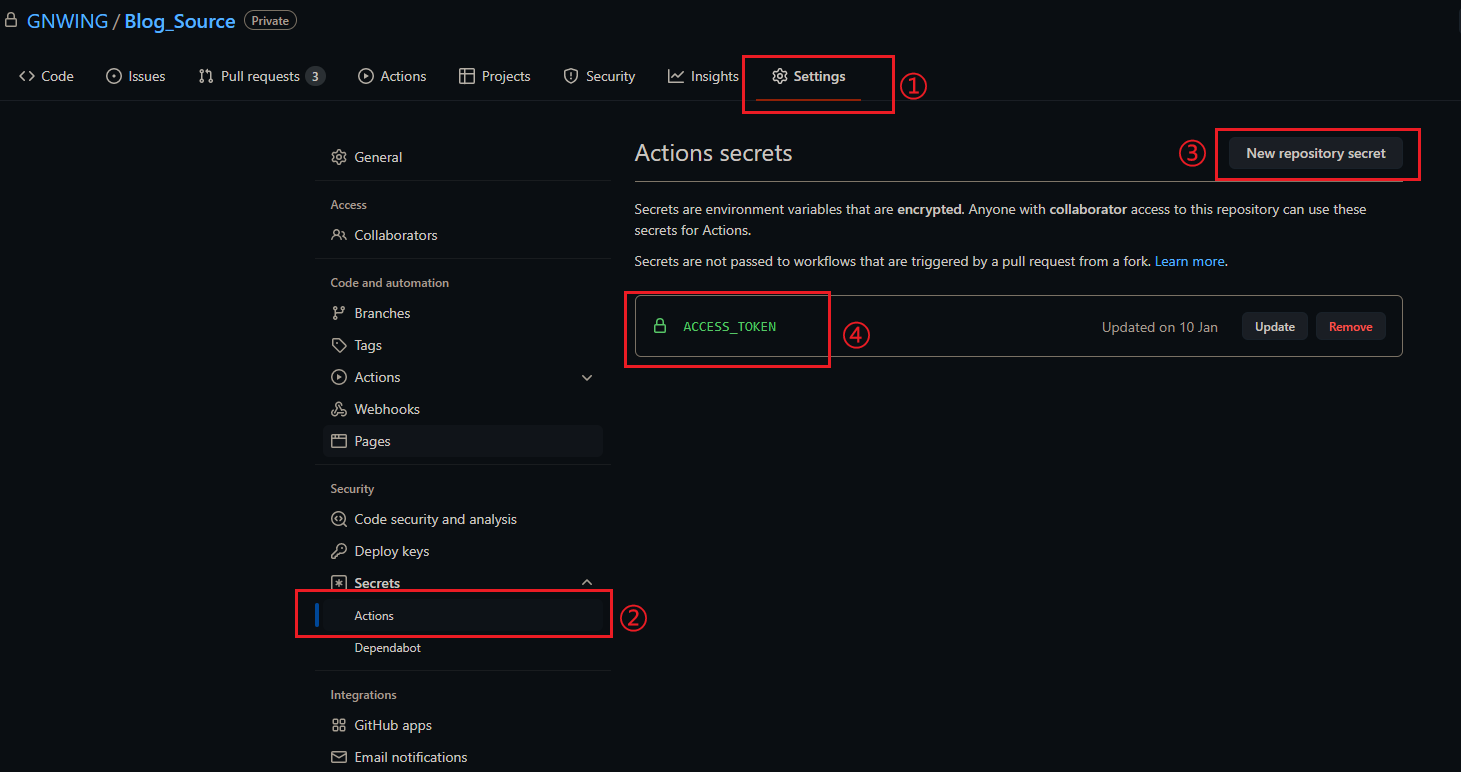 GNWING / Blog_Source Private
Code Issues Pull requests 3 Actions Projects Security Insights Settings ①
General
Access
Collaborators
Code and automation
Branches
Tags
Actions
Webhooks
Pages
Security
Code security and analysis
Deploy keys
Secrets
Actions ②
Dependabot
Integrations
GitHub apps
Email notifications
Actions secrets ③ New repository secret
Secrets are environment variables that are encrypted. Anyone with collaborator access to this repository can use these
secrets for Actions.
Secrets are not passed to workflows that are triggered by a pull request from a fork. Learn more.
ACCESS_TOKEN ④ Updated on 10 Jan Update Remove